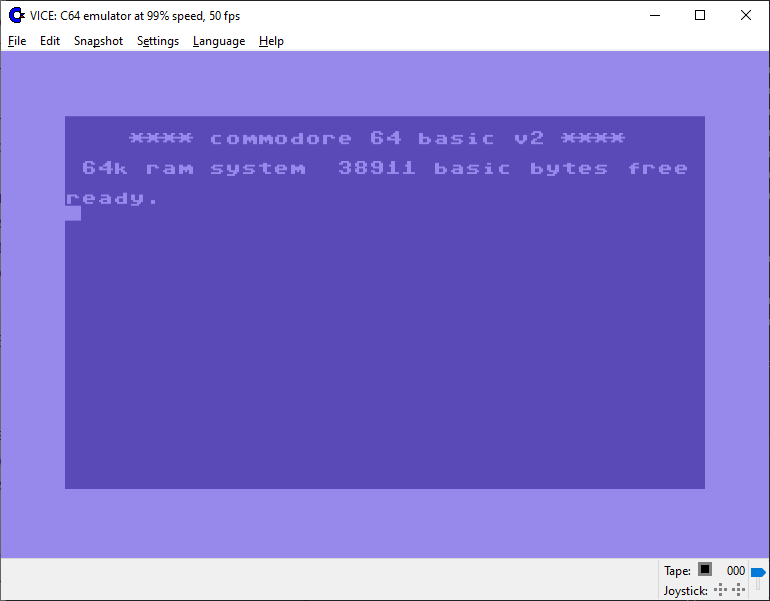 VICE: C64 emulator at 99% speed, 50 fps
File Edit Snapshot Settings Language Help
**** commodore 64 basic v2 ****
64k ram system  38911 basic bytes free
ready.
Tape: 000
Joystick: